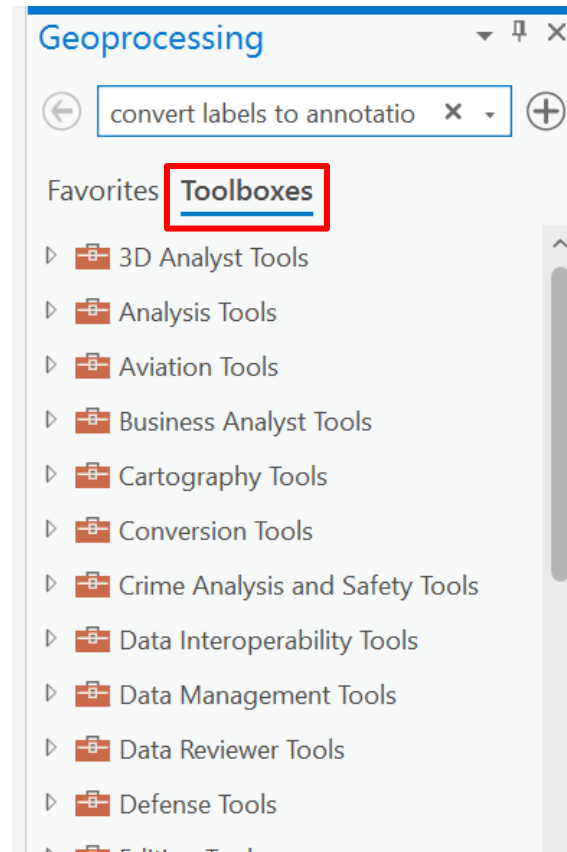 Geoprocessing
convert labels to annotatio
Favorites Toolboxes
3D Analyst Tools
Analysis Tools
Aviation Tools
Business Analyst Tools
Cartography Tools
Conversion Tools
Crime Analysis and Safety Tools
Data Interoperability Tools
Data Management Tools
Data Reviewer Tools
Defense Tools